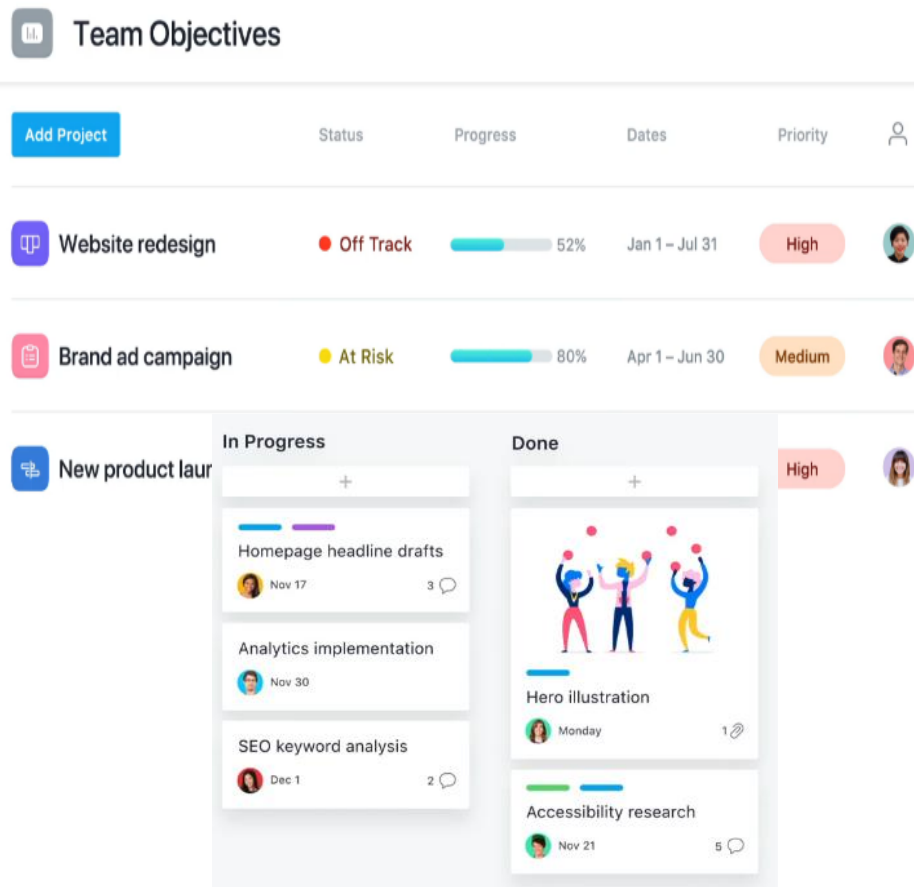 Team Objectives
Add Project Status Progress Dates Priority
Website redesign Off Track 52% Jan 1 – Jul 31 High
Brand ad campaign At Risk 80% Apr 1 – Jun 30 Medium
New product laur High
In Progress
+
Homepage headline drafts
Nov 17 3
Analytics implementation
Nov 30
SEO keyword analysis
Dec 1 2
Done
+
Hero illustration
Monday 1
Accessibility research
Nov 21 5